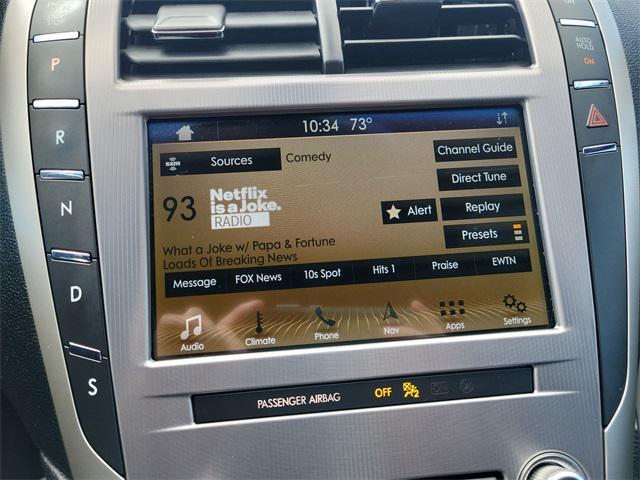 P
R
N
D
S
10:34 73°
AUTO HOLD
ON
sxm
Sources
Comedy
Channel Guide
Direct Tune
93
Netflix
is a Joke.
RADIO
Alert
Replay
Presets
What a Joke w/ Papa & Fortune
Loads Of Breaking News
Message FOX News 10s Spot Hits 1 Praise EWTN
Audio Climate Phone Nav Apps Settings
PASSENGER AIRBAG OFF 2